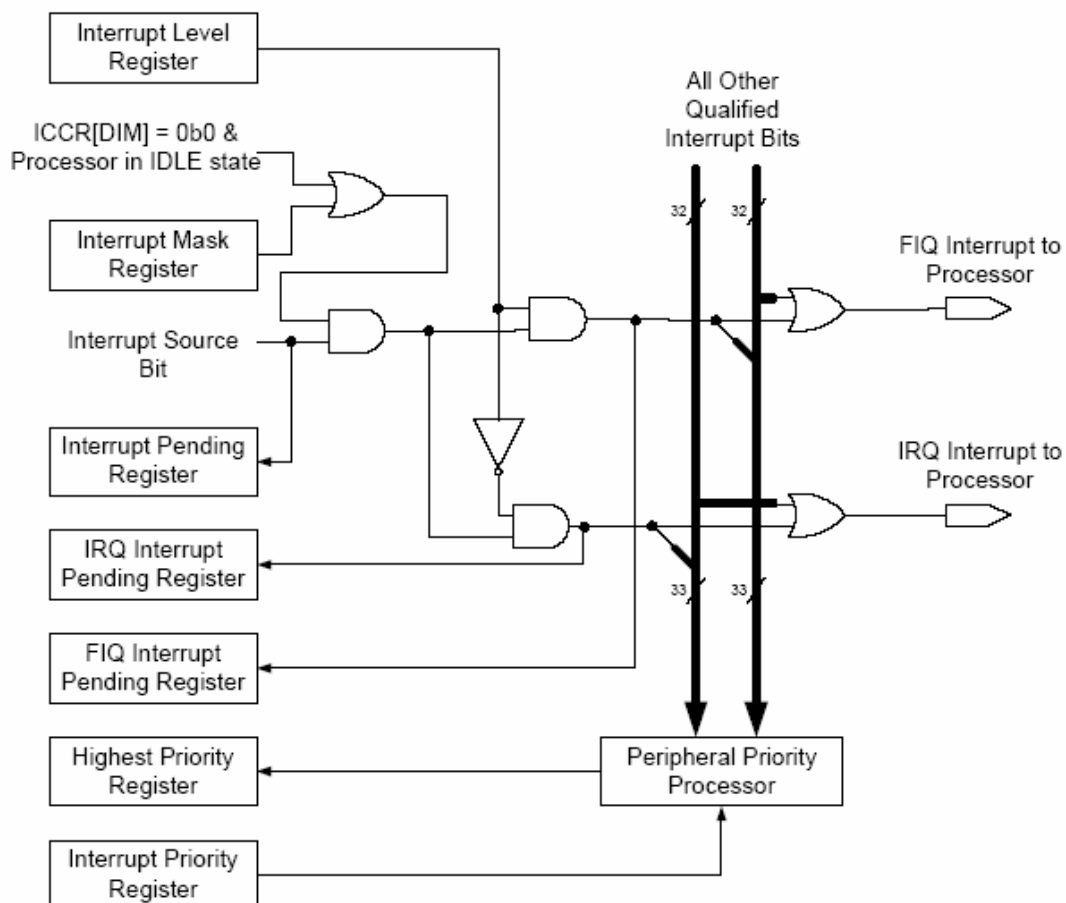 Interrupt Level
Register
All Other
Qualified
Interrupt Bits
ICCR[DIM] = 0b0 &
Processor in IDLE state
32
32
Interrupt Mask
Register
FIQ Interrupt to
Processor
Interrupt Source
Bit
Interrupt Pending
Register
IRQ Interrupt to
Processor
IRQ Interrupt
Pending Register
33
33
FIQ Interrupt
Pending Register
Highest Priority
Register
Peripheral Priority
Processor
Interrupt Priority
Register